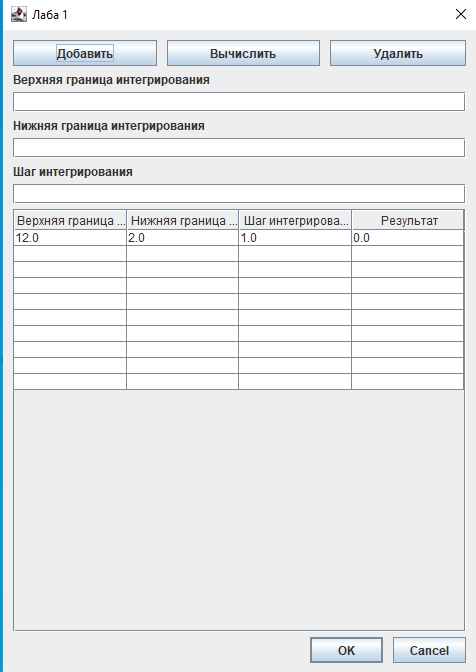 Лаба 1
Добавить Вычислить Удалить
Верхняя граница интегрирования
Нижняя граница интегрирования
Шаг интегрирования
Верхняя граница ... Нижняя граница ... Шаг интегрирова... Результат
12.0 2.0 1.0 0.0
OK Cancel